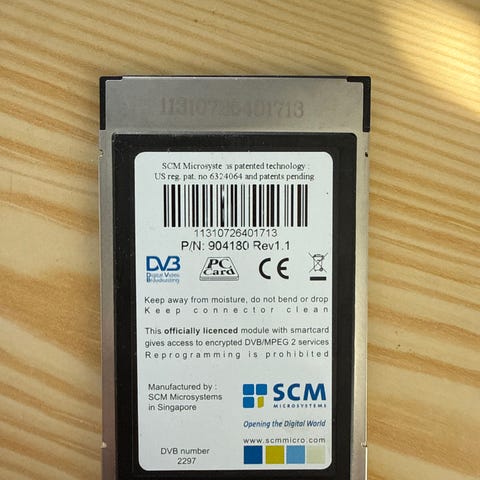 11310726401713
SCM Microsystems patented technology :
US reg. pat. no 6324064 and patents pending
11310726401713
P/N: 904180 Rev1.1
DVB
Digital Video
Broadcasting
PC
Card
CE
Keep away from moisture, do not bend or drop
Keep connector clean
This officially licenced module with smartcard
gives access to encrypted DVB/MPEG 2 services
Reprogramming is prohibited
Manufactured by :
SCM Microsystems
in Singapore
SCM
MICROSYSTEMS
Opening the Digital World
www.scmmicro.com
DVB number
2297